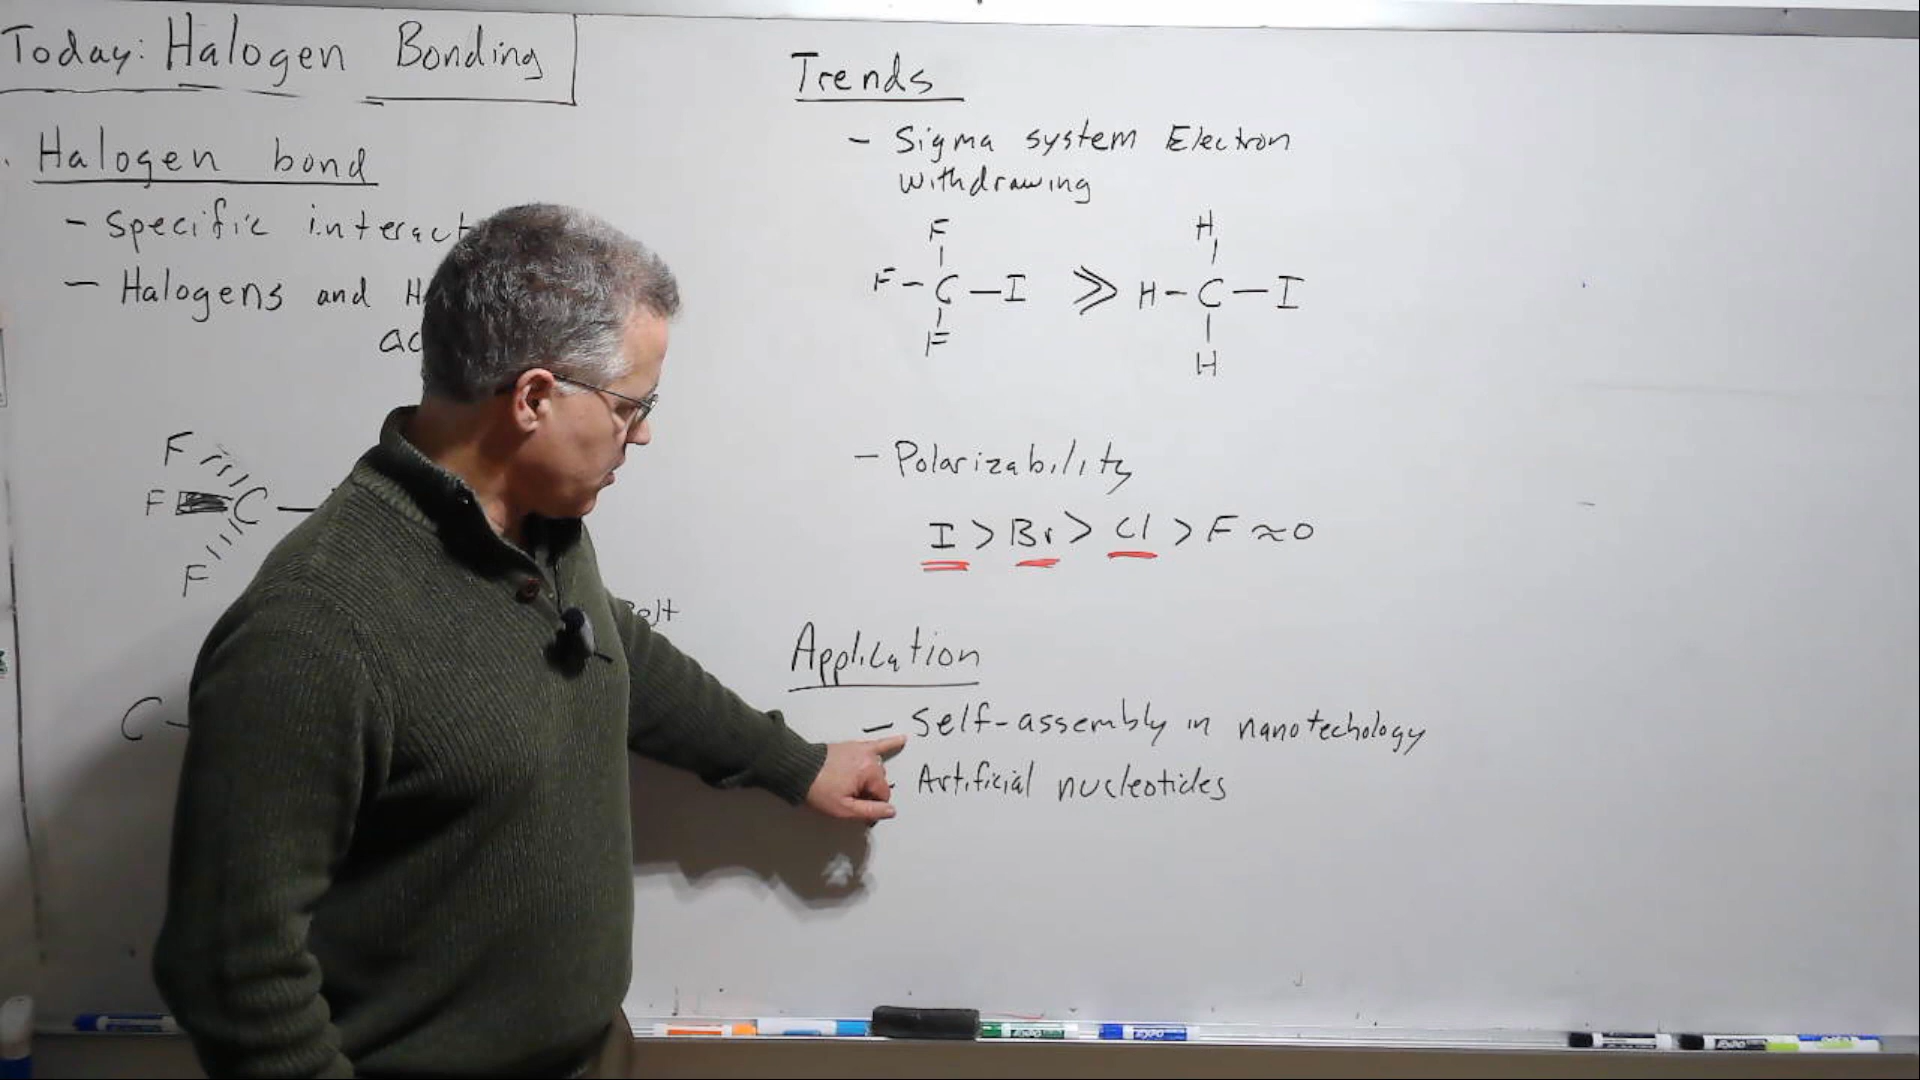 Today: Halogen Bonding
Halogen bond
- Specific interact
- Halogens and H
ac
F
F C
F
C-
Bolt
Trends
- Sigma system Electron
withdrawing
F H
F-C-I >> H-C-I
F H
- Polarizability
I > Br > Cl > F ≈ 0
Application
- Self-assembly in nanotechology
- Artificial nucleotides